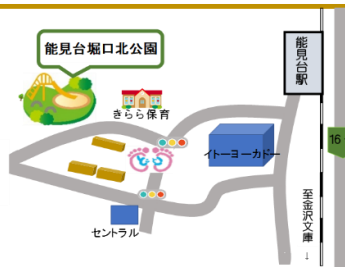 能見台堀口北公園
能見台駅
きらら保育
16
イトーヨーカドー
至金沢文庫
↓
セントラル